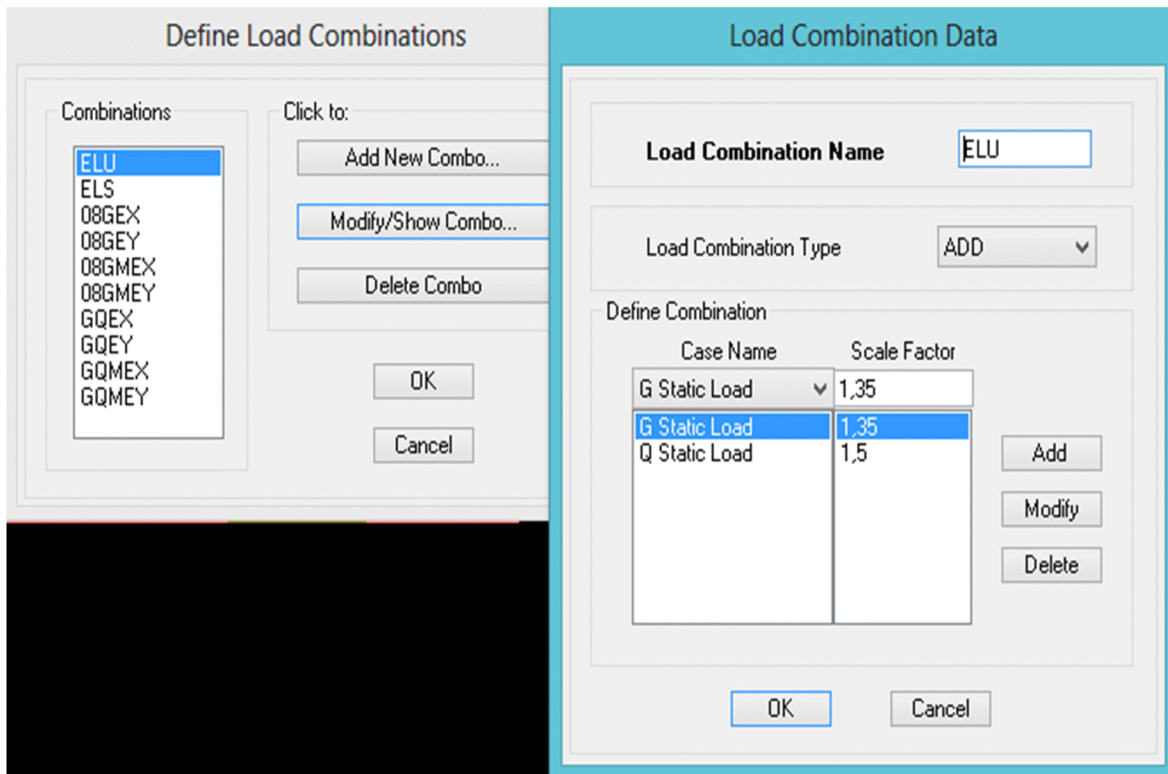 Define Load Combinations
Combinations
ELU
ELS
08GEX
08GEY
08GMEX
08GMEY
GQEX
GQEY
GQMEX
GQMEY
Click to:
Add New Combo...
Modify/Show Combo...
Delete Combo
OK
Cancel
Load Combination Data
Load Combination Name ELU
Load Combination Type ADD
Define Combination
Case Name Scale Factor
G Static Load 1,35
G Static Load 1,35
Q Static Load 1,5
Add
Modify
Delete
OK Cancel